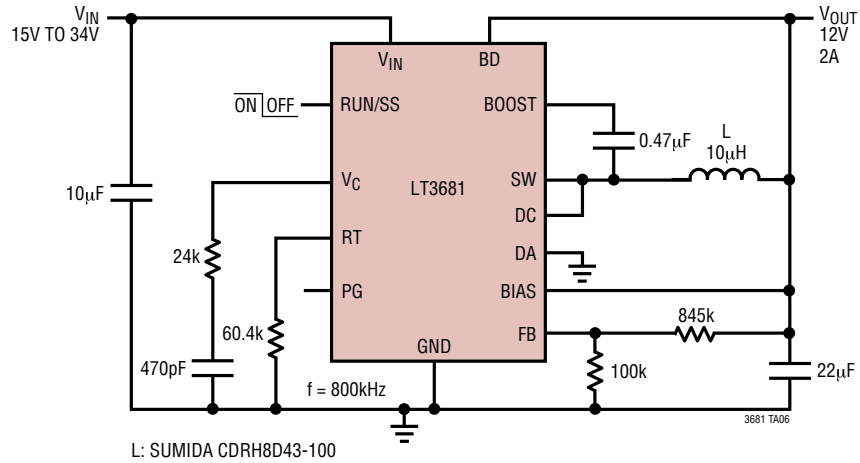 VIN
15V TO 34V
VOUT
12V
2A
VIN
BD
ON OFF
RUN/SS
BOOST
0.47µF
L
10µH
VC
LT3681
SW
10µF
DC
RT
DA
24k
PG
BIAS
845k
60.4k
FB
GND
470pF
f = 800kHz
100k
22µF
3681 TA06
L: SUMIDA CDRH8D43-100